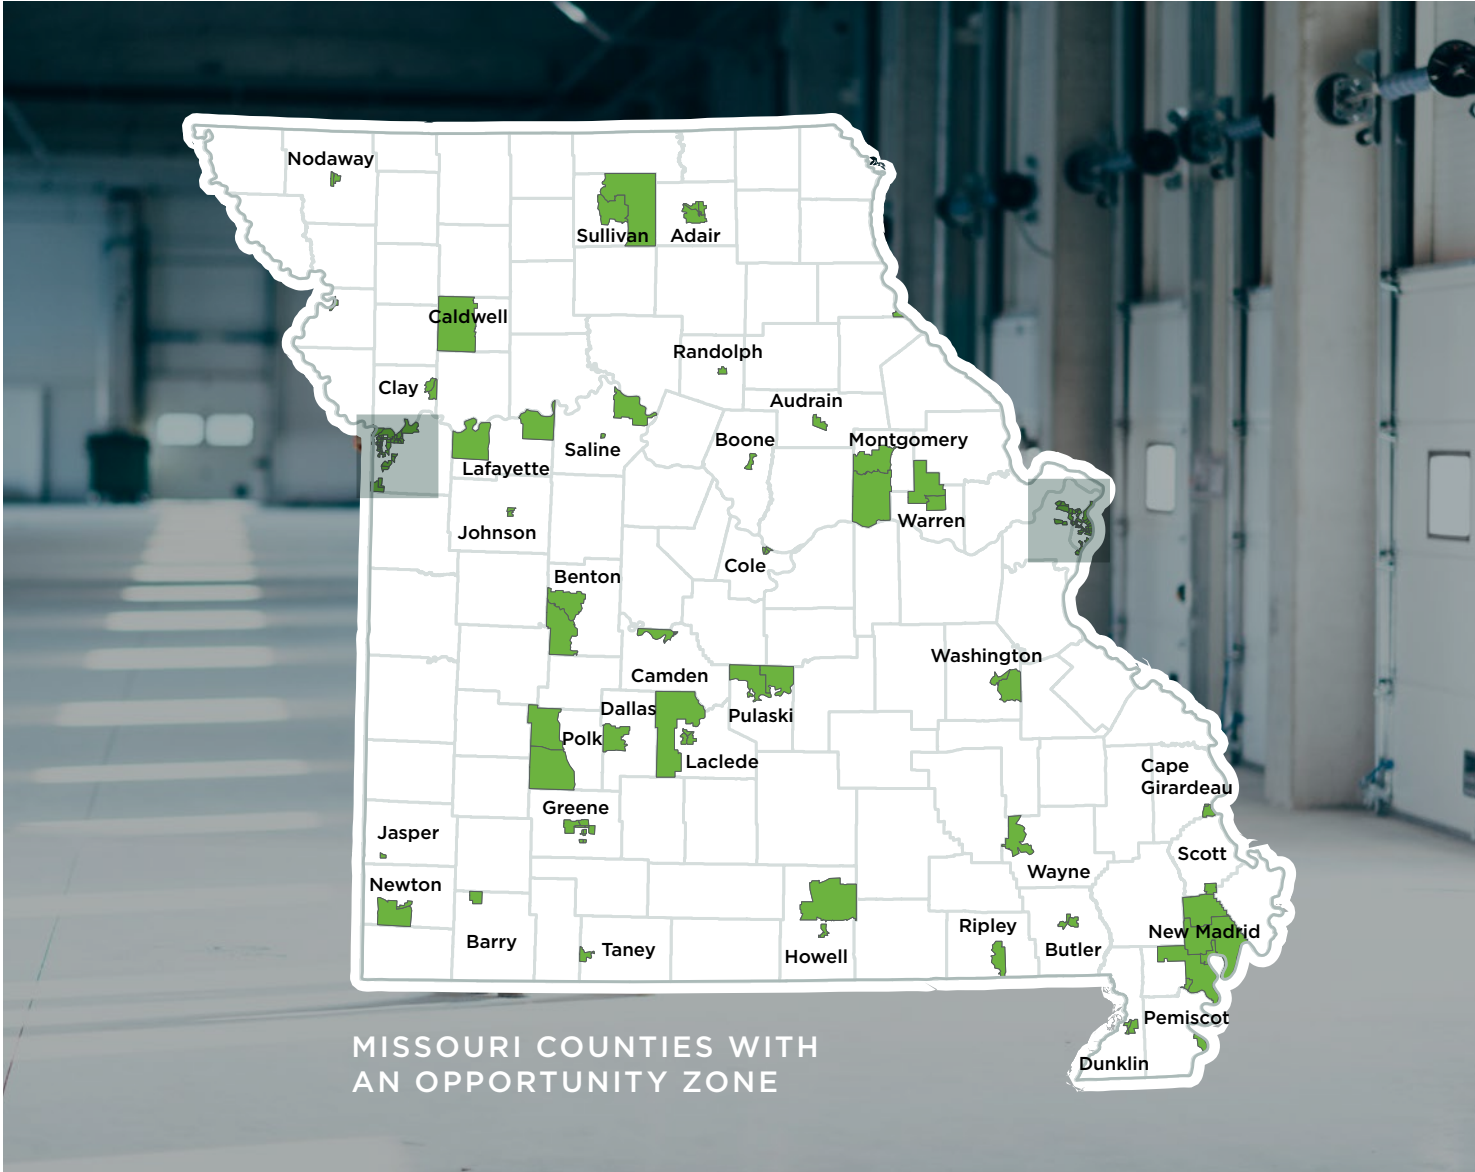 Nodaway
Sullivan
Adair
Caldwell
Randolph
Clay
Audrain
Boone
Montgomery
Saline
Lafayette
Warren
Johnson
Cole
Benton
Washington
Camden
Dallas
Pulaski
Polk
Laclede
Cape
Girardeau
Greene
Jasper
Scott
Wayne
Newton
Ripley
New Madrid
Barry
Taney
Butler
Howell
Pemiscot
Dunklin
MISSOURI COUNTIES WITH
AN OPPORTUNITY ZONE